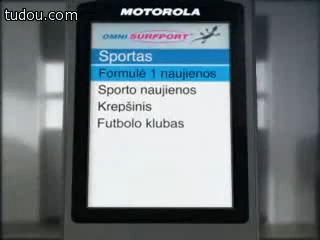 tudou.com
MOTOROLA
OMNI SURFPORT
Sportas
Formulė 1 naujienos
Sporto naujienos
Krepšinis
Futbolo klubas